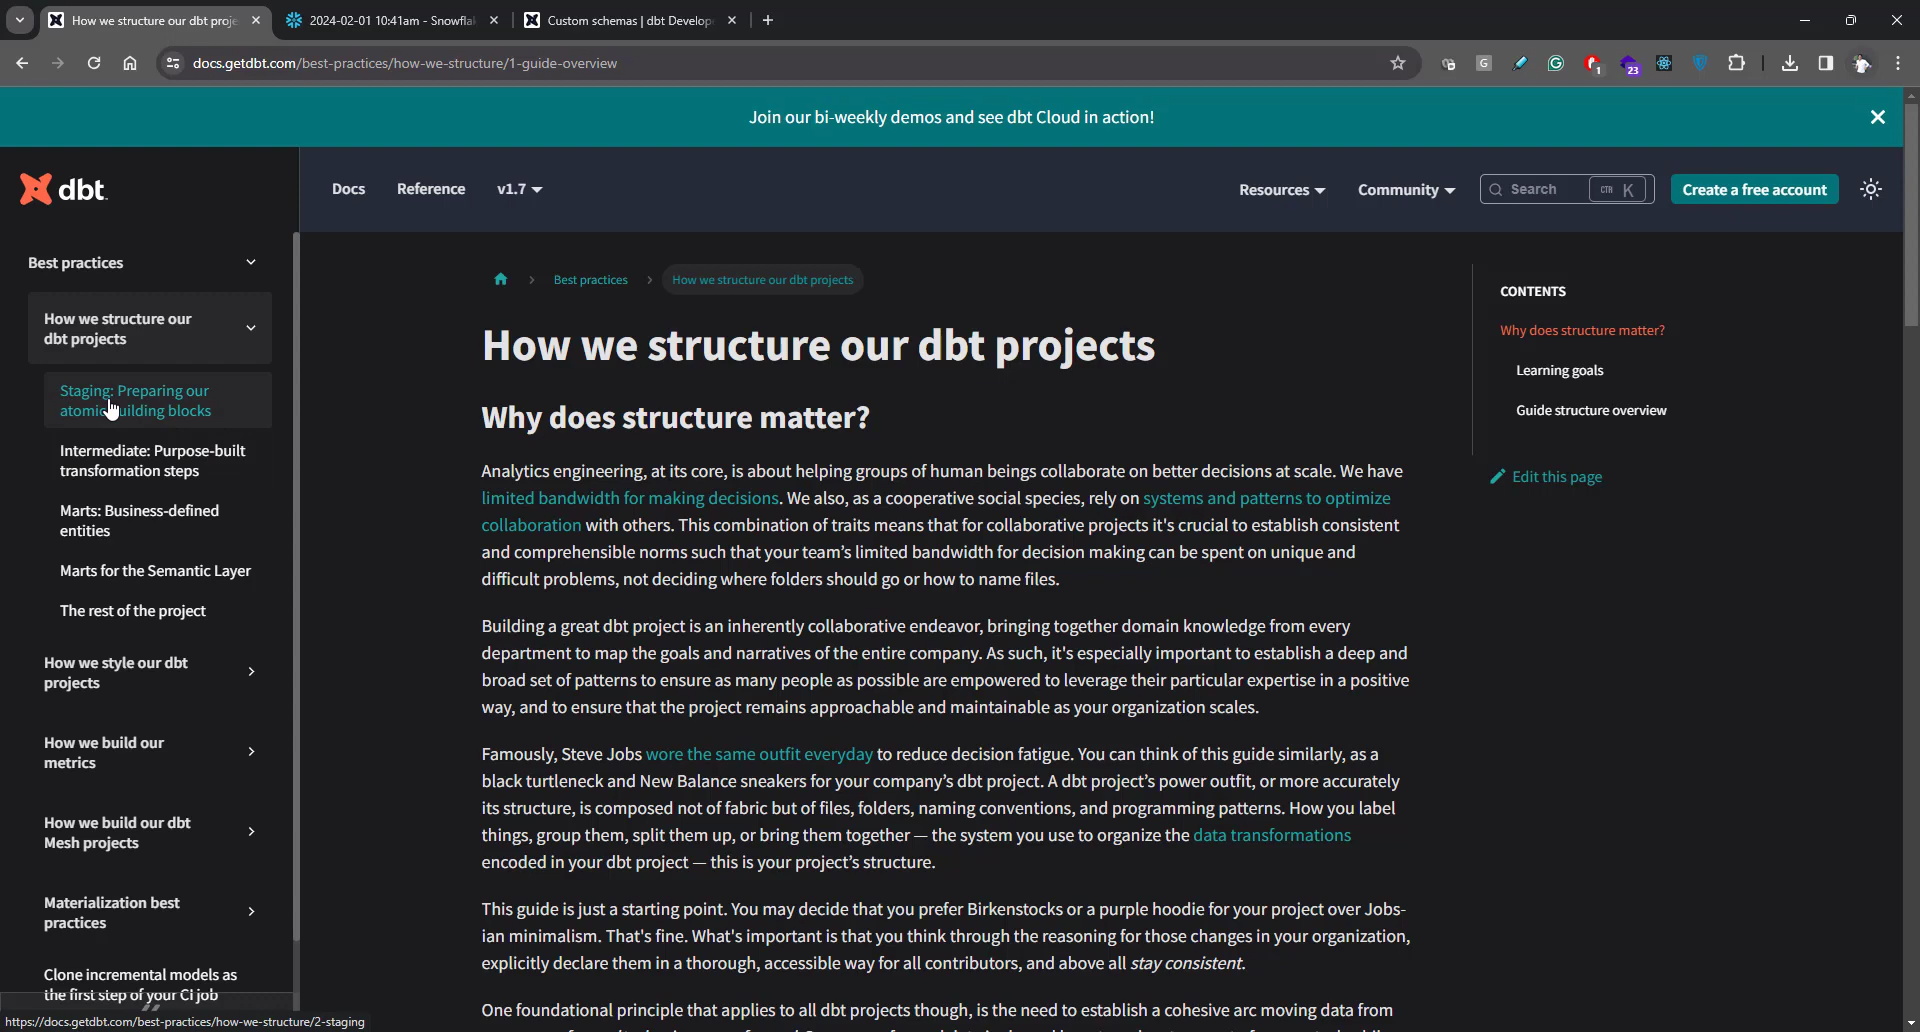 How we structure our dbt proje
2024-02-01 10:41am - Snowfla
Custom schemas | dbt Develop
docs.getdbt.com/best-practices/how-we-structure/1-guide-overview
G
1
23
Join our bi-weekly demos and see dbt Cloud in action!
dbt
Docs
Reference
v1.7
Resources
Community
Search
CTR K
Create a free account
Best practices
How we structure our
dbt projects
Staging: Preparing our
atomic building blocks
Intermediate: Purpose-built
transformation steps
Marts: Business-defined
entities
Marts for the Semantic Layer
The rest of the project
How we style our dbt
projects
How we build our
metrics
How we build our dbt
Mesh projects
Materialization best
practices
Clone incremental models as
the first step of your CI job
https://docs.getdbt.com/best-practices/how-we-structure/2-staging
Best practices
How we structure our dbt projects
How we structure our dbt projects
Why does structure matter?
Analytics engineering, at its core, is about helping groups of human beings collaborate on better decisions at scale. We have
limited bandwidth for making decisions. We also, as a cooperative social species, rely on systems and patterns to optimize
collaboration with others. This combination of traits means that for collaborative projects it's crucial to establish consistent
and comprehensible norms such that your team’s limited bandwidth for decision making can be spent on unique and
difficult problems, not deciding where folders should go or how to name files.
Building a great dbt project is an inherently collaborative endeavor, bringing together domain knowledge from every
department to map the goals and narratives of the entire company. As such, it's especially important to establish a deep and
broad set of patterns to ensure as many people as possible are empowered to leverage their particular expertise in a positive
way, and to ensure that the project remains approachable and maintainable as your organization scales.
Famously, Steve Jobs wore the same outfit everyday to reduce decision fatigue. You can think of this guide similarly, as a
black turtleneck and New Balance sneakers for your company’s dbt project. A dbt project’s power outfit, or more accurately
its structure, is composed not of fabric but of files, folders, naming conventions, and programming patterns. How you label
things, group them, split them up, or bring them together — the system you use to organize the data transformations
encoded in your dbt project — this is your project’s structure.
This guide is just a starting point. You may decide that you prefer Birkenstocks or a purple hoodie for your project over Jobs-
ian minimalism. That's fine. What's important is that you think through the reasoning for those changes in your organization,
explicitly declare them in a thorough, accessible way for all contributors, and above all stay consistent.
One foundational principle that applies to all dbt projects though, is the need to establish a cohesive arc moving data from
CONTENTS
Why does structure matter?
Learning goals
Guide structure overview
Edit this page